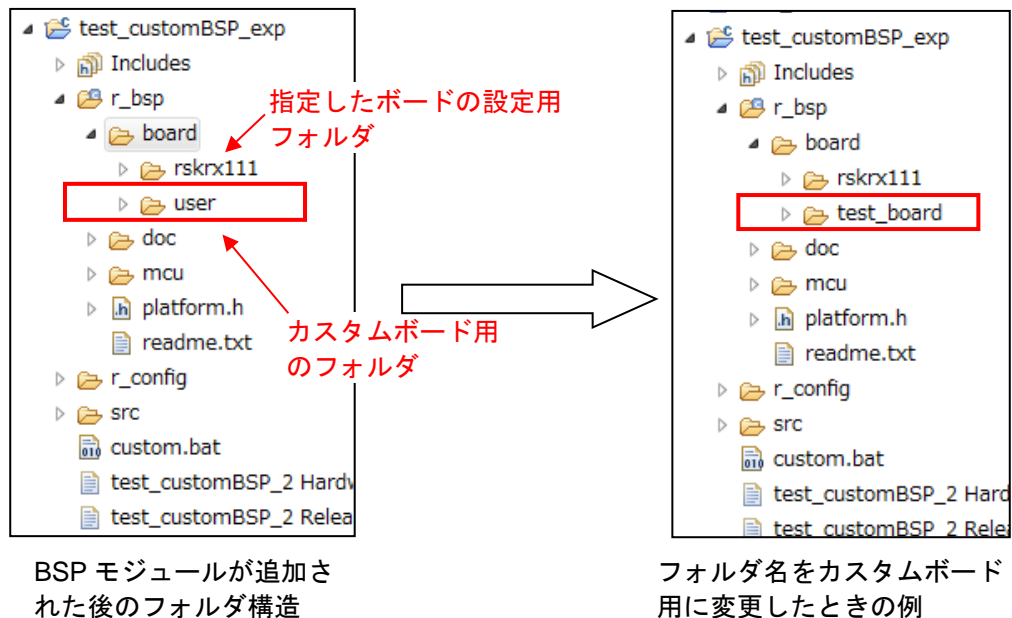 test_customBSP_exp
Includes
r_bsp
board
rskrx111
user
doc
mcu
platform.h
readme.txt
r_config
src
custom.bat
test_customBSP_2 Hardw
test_customBSP_2 Relea
指定したボードの設定用
フォルダ
カスタムボード用
のフォルダ
BSP モジュールが追加さ
れた後のフォルダ構造
test_customBSP_exp
Includes
r_bsp
board
rskrx111
test_board
doc
mcu
platform.h
readme.txt
r_config
src
custom.bat
test_customBSP_2 Hard
test_customBSP_2 Rele
フォルダ名をカスタムボード
用に変更したときの例